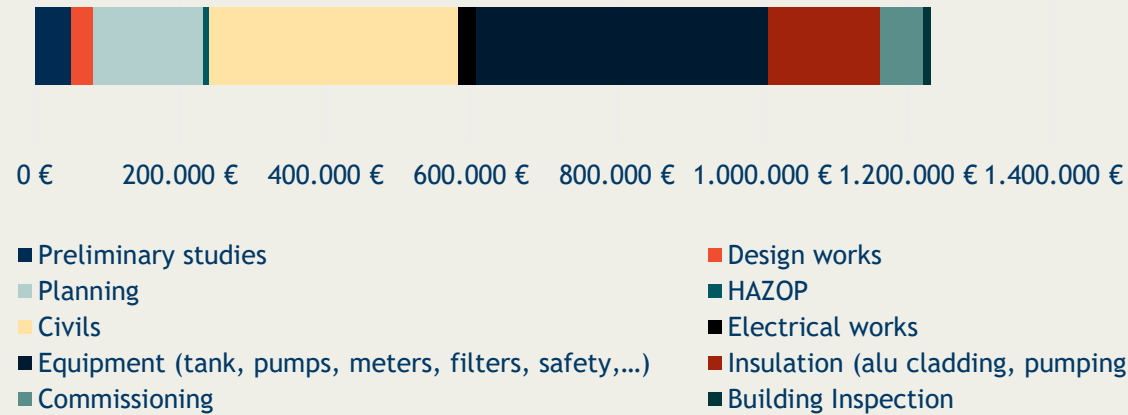 0 € 200.000 € 400.000 € 600.000 € 800.000 € 1.000.000 € 1.200.000 € 1.400.000 €
Preliminary studies
Design works
Planning
HAZOP
Civils
Electrical works
Equipment (tank, pumps, meters, filters, safety,…)
Insulation (alu cladding, pumping
Commissioning
Building Inspection